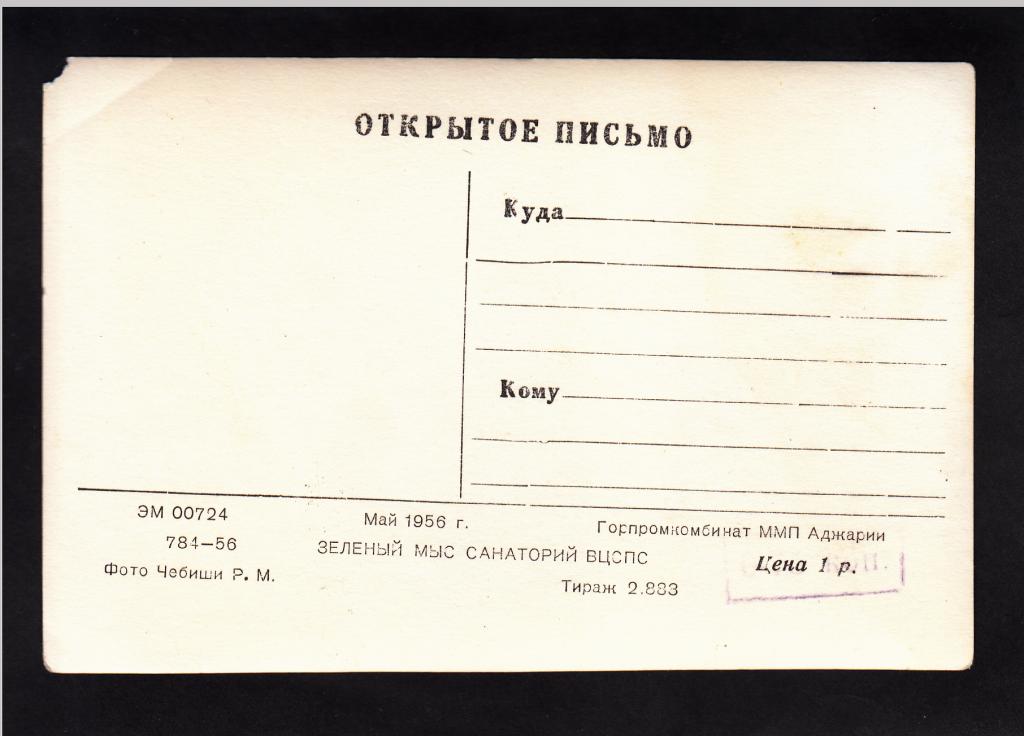 ОТКРЫТОЕ ПИСЬМО
Куда
Кому
ЭМ 00724
784—56
Фото Чебиши Р. М.
Май 1956 г.
ЗЕЛЕНЫЙ МЫС САНАТОРИЙ ВЦСПС
Тираж 2.883
Горпромкомбинат ММП Аджарии
Цена 1 р.